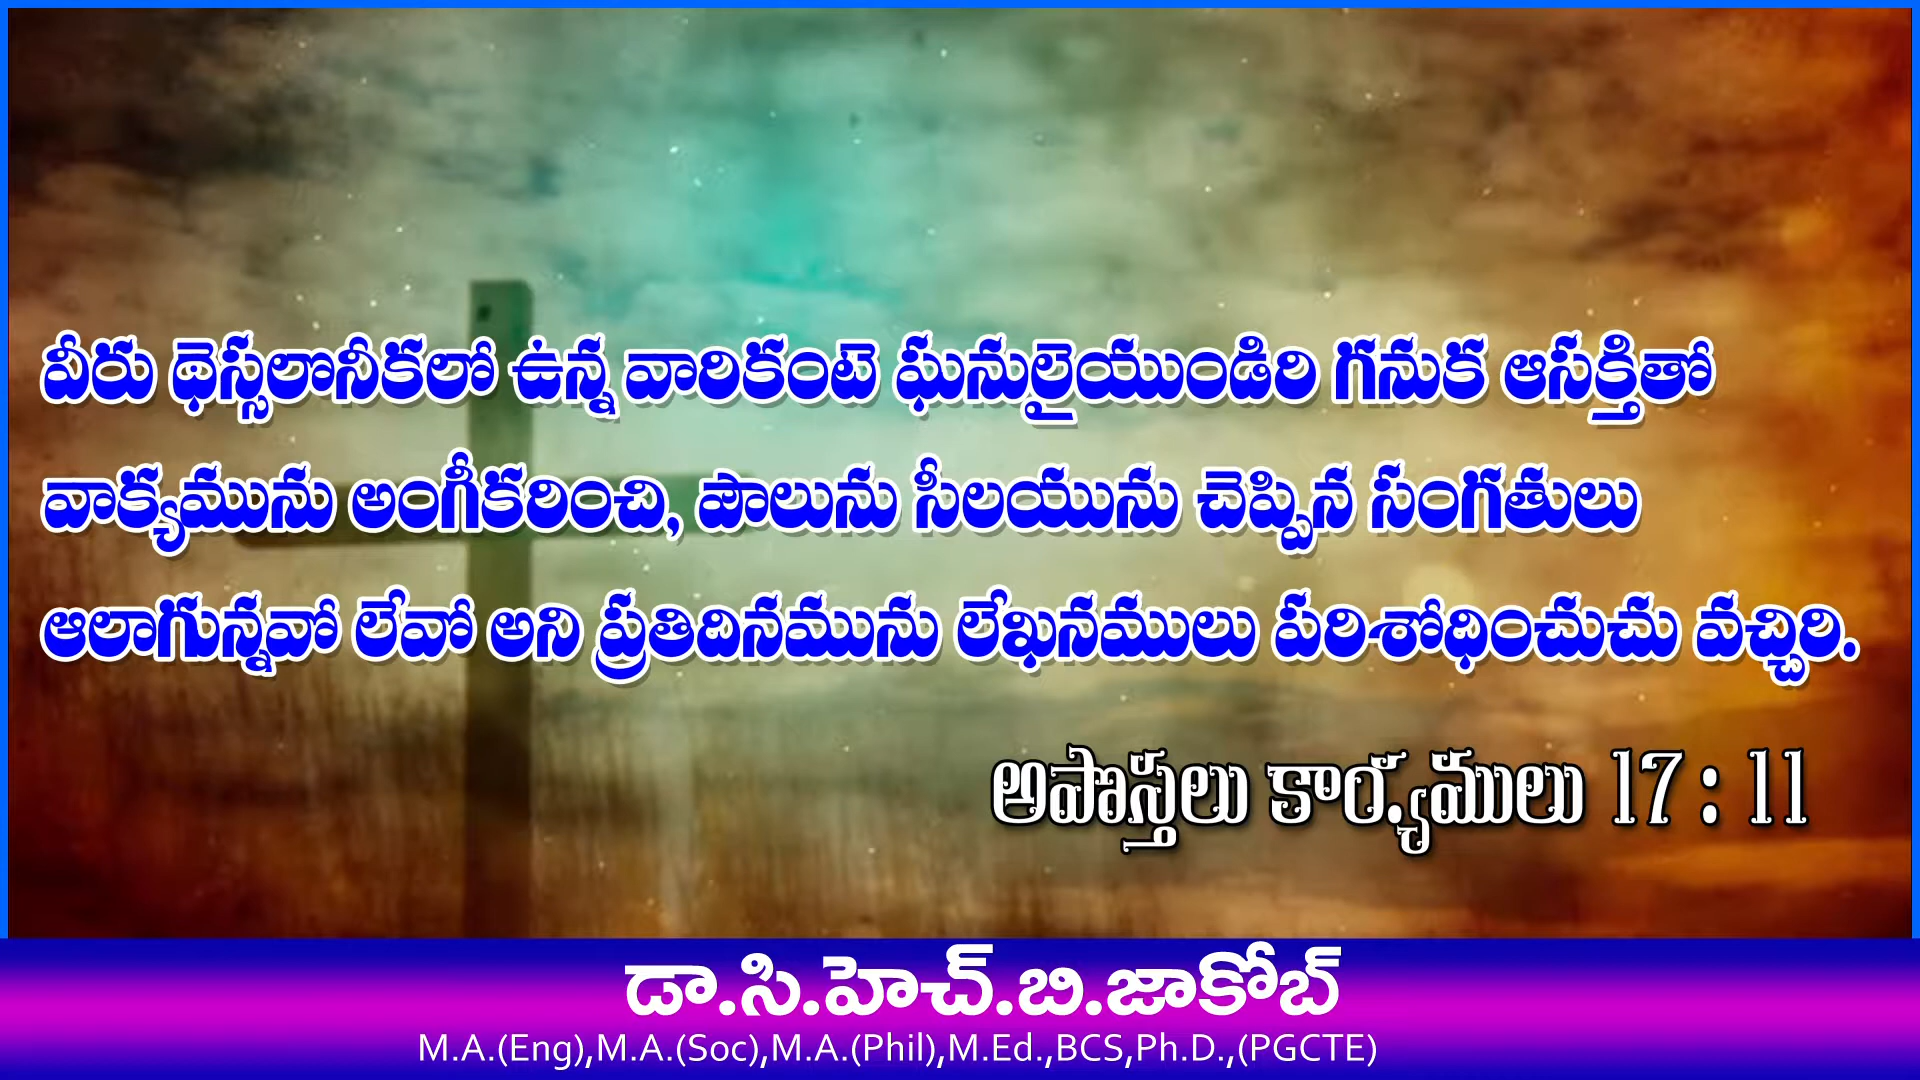 వీరు థెస్సలొనీకలో ఉన్న వారికంటె ఘనులైయుండిరి గనుక ఆసక్తితో
వాక్యమును అంగీకరించి, పౌలును సీలయును చెప్పిన సంగతులు
ఆలాగున్నవో లేవో అని ప్రతిదినమును లేఖనములు పరిశోధించుచు వచ్చిరి.
అపొస్తలు కార్యములు 17 : 11
డా.సి.హెచ్.బి.జాకోబ్
M.A.(Eng),M.A.(Soc),M.A.(Phil),M.Ed.,BCS,Ph.D.,(PGCTE)